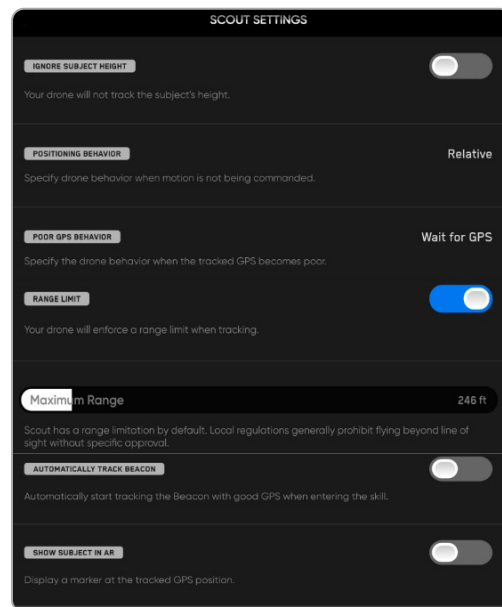 SCOUT SETTINGS
IGNORE SUBJECT HEIGHT
Your drone will not track the subject's height.
POSITIONING BEHAVIOR
Relative
Specify drone behavior when motion is not being commanded.
POOR GPS BEHAVIOR
Wait for GPS
Specify the drone behavior when the tracked GPS becomes poor.
RANGE LIMIT
Your drone will enforce a range limit when tracking.
Maximum Range
246 ft
Scout has a range limitation by default. Local regulations generally prohibit flying beyond line of
sight without specific approval.
AUTOMATICALLY TRACK BEACON
Automatically start tracking the Beacon with good GPS when entering the skill.
SHOW SUBJECT IN AR
Display a marker at the tracked GPS position.